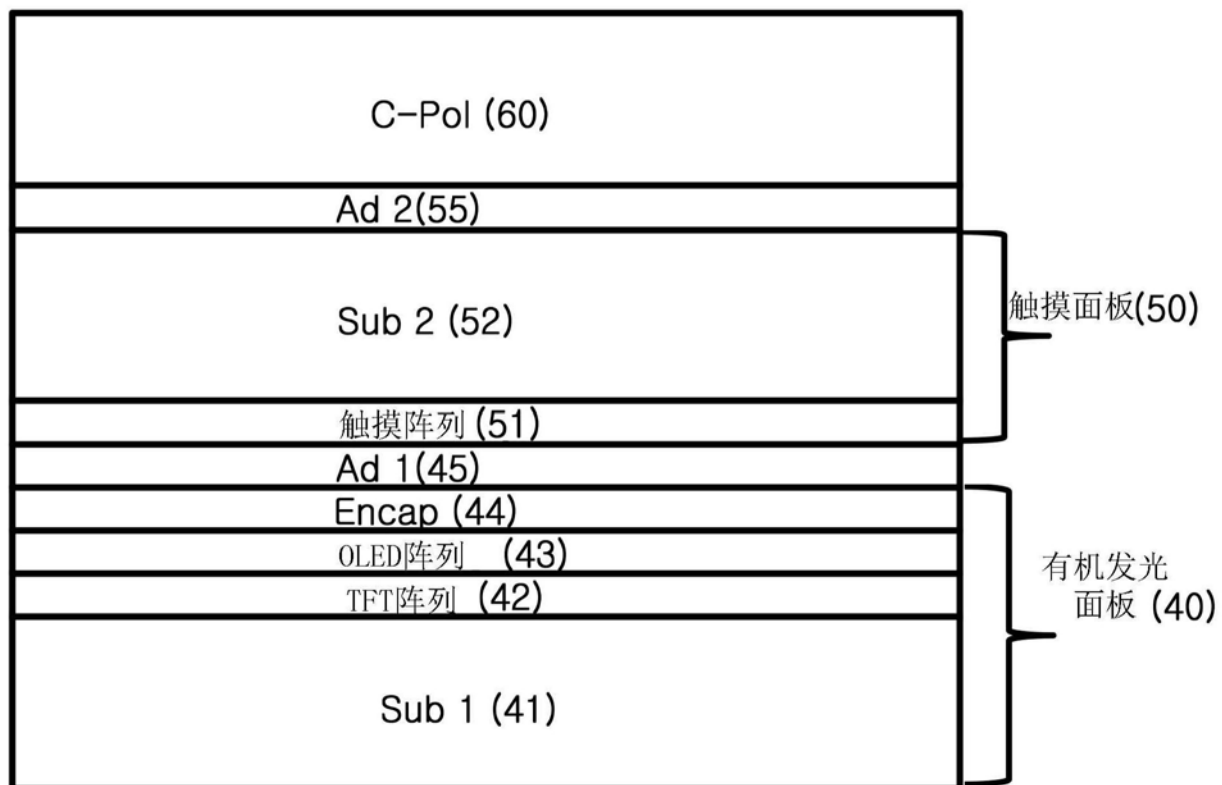 C-Pol (60)
Ad 2(55)
Sub 2 (52)
触摸面板(50)
触摸阵列 (51)
Ad 1(45)
Encap (44)
OLED阵列 (43)
TFT阵列 (42)
有机发光
面板 (40)
Sub 1 (41)